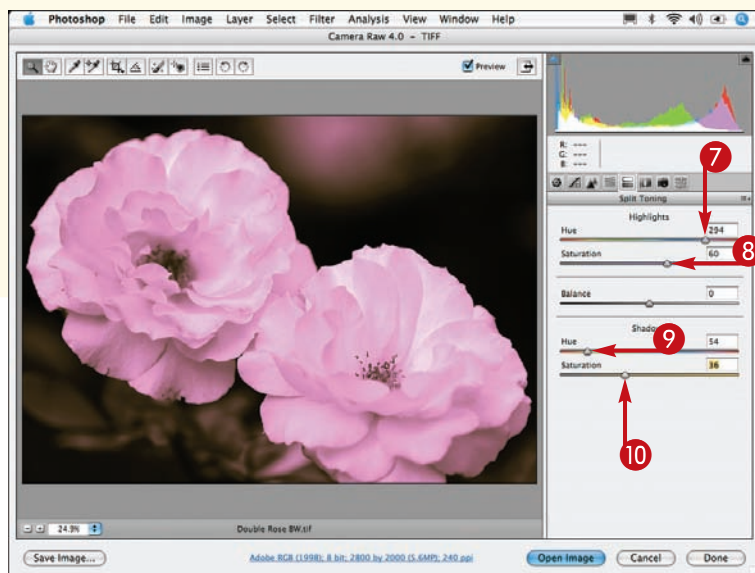 Photoshop File Edit Image Layer Select Filter Analysis View Window Help
Camera Raw 4.0 – TIFF
Preview
R: ---
G: ---
B: ---
7
Split Toning
Highlights
Hue 294
8
Saturation 60
Balance 0
Shado
9
Hue 54
Saturation 36
10
24.9% Double Rose BW.tif
Save Image... Adobe RGB (1998); 8 bit; 2800 by 2000 (5.6MP); 240 ppi Open Image Cancel Done